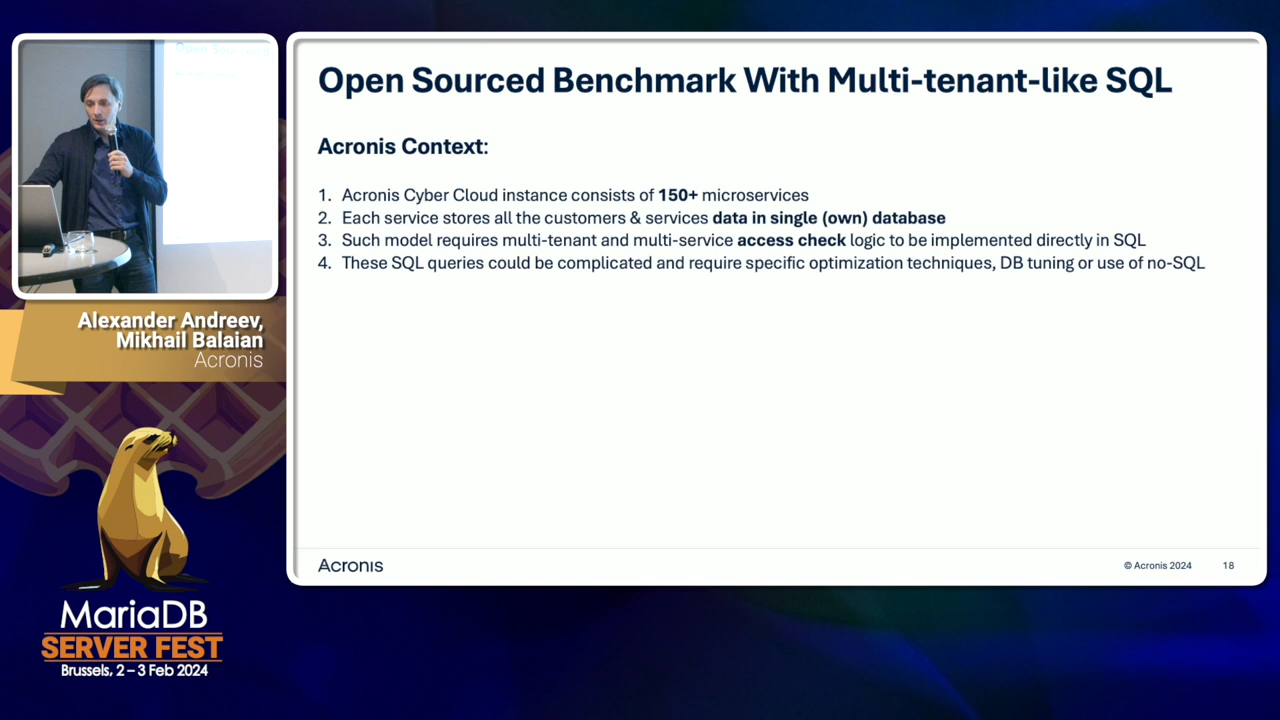 Open Sourced Benchmark With Multi-tenant-like SQL
Acronis Context:
1. Acronis Cyber Cloud instance consists of 150+ microservices
2. Each service stores all the customers & services data in single (own) database
3. Such model requires multi-tenant and multi-service access check logic to be implemented directly in SQL
4. These SQL queries could be complicated and require specific optimization techniques, DB tuning or use of no-SQL
Acronis
© Acronis 2024
18
Alexander Andreev,
Mikhail Balaian
Acronis
MariaDB
SERVER FEST
Brussels, 2 – 3 Feb 2024